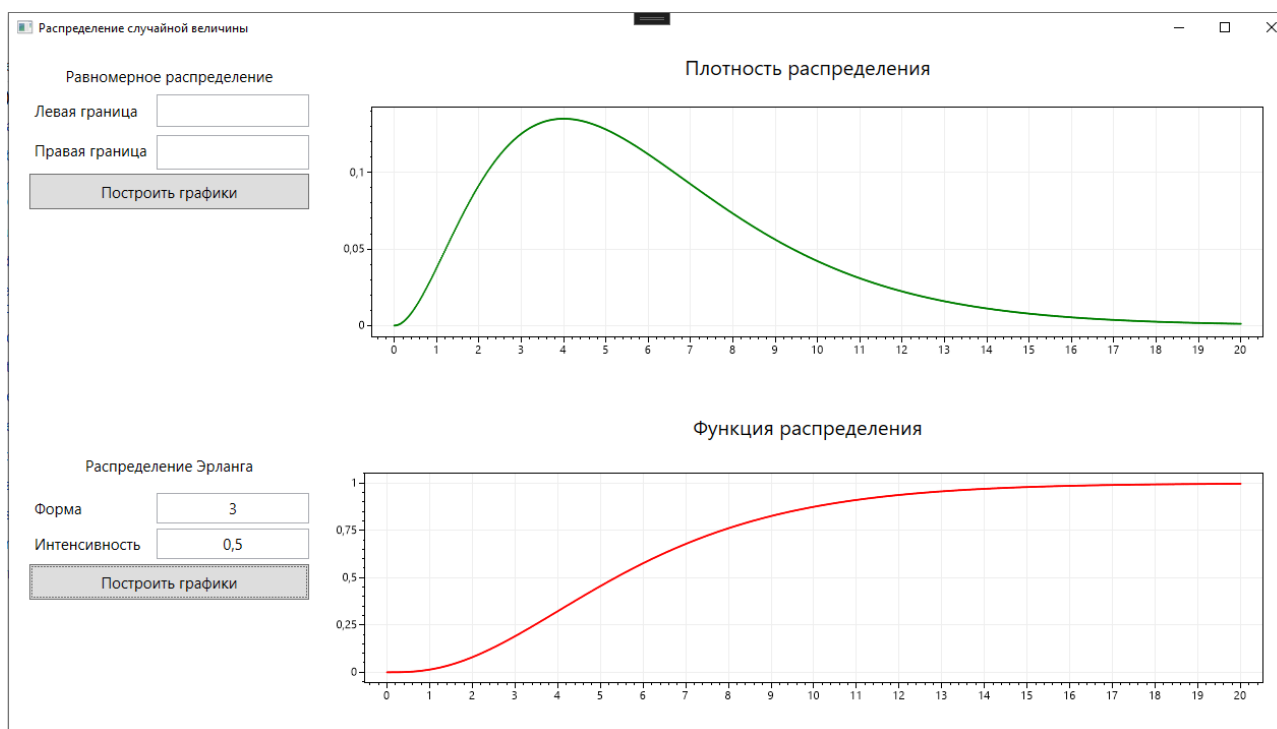 Распределение случайной величины
Равномерное распределение
Левая граница
Правая граница
Построить графики
Распределение Эрланга
Форма 3
Интенсивность 0,5
Построить графики
Плотность распределения
0,1
0,05
0
0 1 2 3 4 5 6 7 8 9 10 11 12 13 14 15 16 17 18 19 20
Функция распределения
1
0,75
0,5
0,25
0
0 1 2 3 4 5 6 7 8 9 10 11 12 13 14 15 16 17 18 19 20